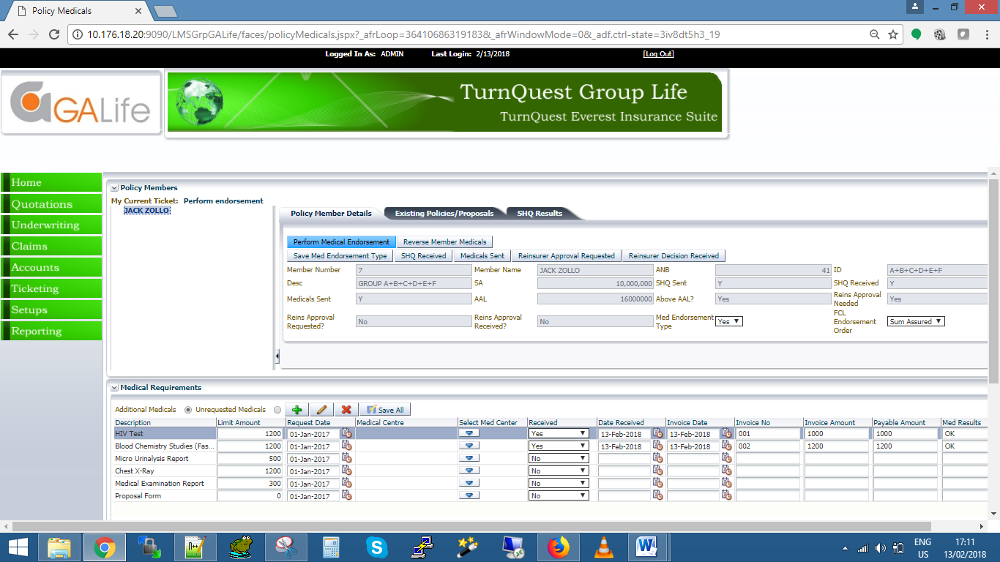 Policy Medicals
10.176.18.20:9090/LMSGrpGALife/faces/policyMedicals.jspx?_afrLoop=36410686319183&_afrWindowMode=0&_adf.ctrl-state=3iv8dt5h3_19
Logged In As: ADMIN Last Login: 2/13/2018 [Log Out]
GALIFE
TurnQuest Group Life
TurnQuest Everest Insurance Suite
Home
Quotations
Underwriting
Claims
Accounts
Ticketing
Setups
Reporting
Policy Members
My Current Ticket: Perform endorsement
JACK ZOLLO
Policy Member Details Existing Policies/Proposals SHQ Results
Perform Medical Endorsement Reverse Member Medicals
Save Med Endorsement Type SHQ Received Medicals Sent Reinsurer Approval Requested Reinsurer Decision Received
Member Number 7 Member Name JACK ZOLLO ANB 41 ID A+B+C+D+E+F
Desc GROUP A+B+C+D+E+F SA 10,000,000 SHQ Sent Y SHQ Received Y
Medicals Sent Y AAL 16000000 Above AAL? Yes Reins Approval Needed Yes
Reins Approval Requested? No Reins Approval Received? No Med Endorsement Type Yes FCL Endorsement Order Sum Assured
Medical Requirements
Additional Medicals Unrequested Medicals Save All
Description Limit Amount Request Date Medical Centre Select Med Center Received Date Received Invoice Date Invoice No Invoice Amount Payable Amount Med Results
HIV Test 1200 01-Jan-2017 Yes 13-Feb-2018 13-Feb-2018 001 1000 1000 OK
Blood Chemistry Studies (Fas... 1200 01-Jan-2017 Yes 13-Feb-2018 13-Feb-2018 002 1200 1200 OK
Micro Urinalysis Report 500 01-Jan-2017 No
Chest X-Ray 1200 01-Jan-2017 No
Medical Examination Report 300 01-Jan-2017 No
Proposal Form 0 01-Jan-2017 No
ENG 17:11
US 13/02/2018